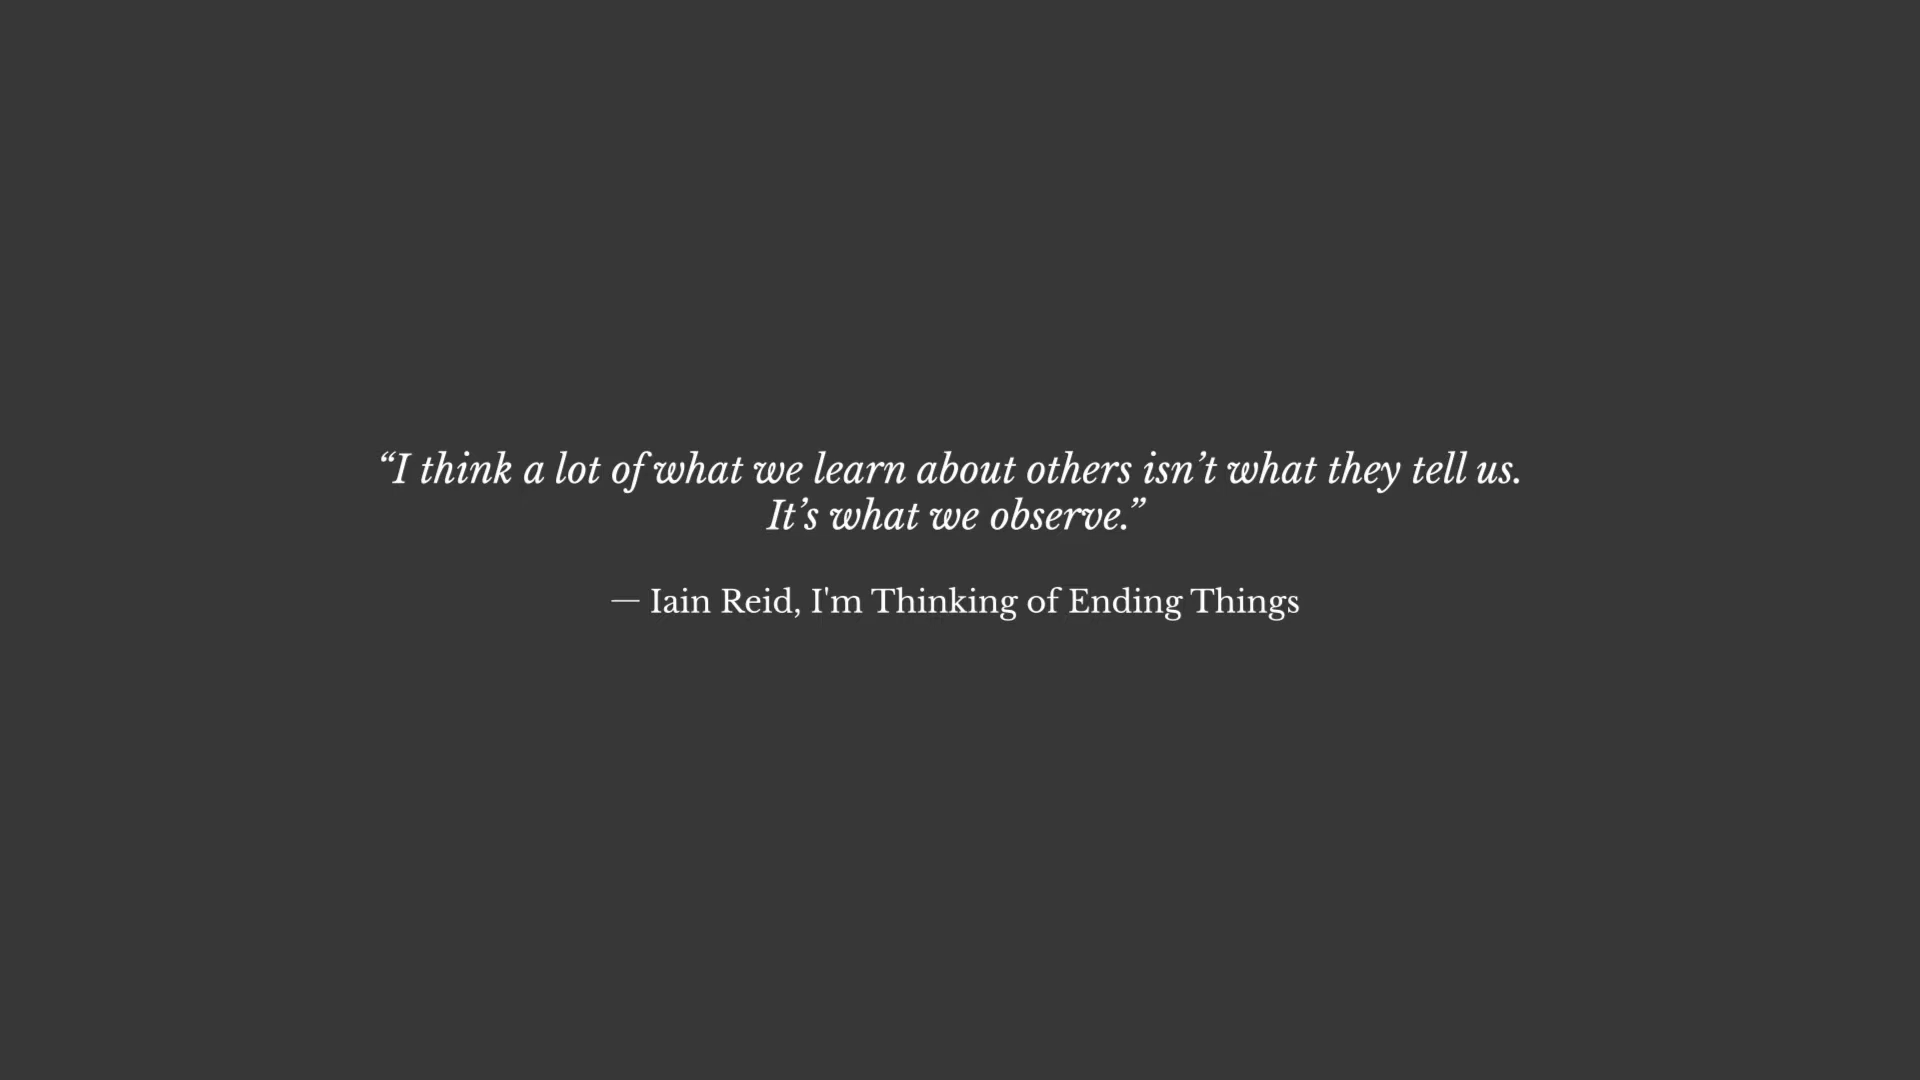 “I think a lot of what we learn about others isn’t what they tell us.
It’s what we observe.”
— Iain Reid, I'm Thinking of Ending Things